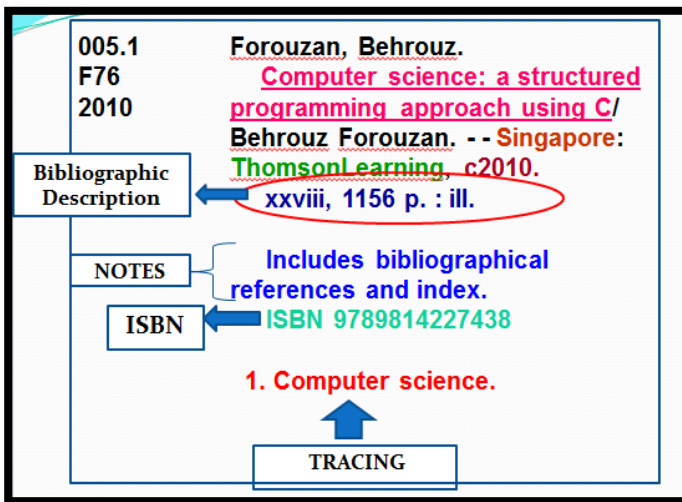 005.1 Forouzan, Behrouz.
F76 Computer science: a structured
2010 programming approach using C/
Behrouz Forouzan. - - Singapore:
ThomsonLearning, c2010.
Bibliographic
Description
xxviii, 1156 p. : ill.
NOTES
Includes bibliographical
references and index.
ISBN
ISBN 9789814227438
1. Computer science.
TRACING